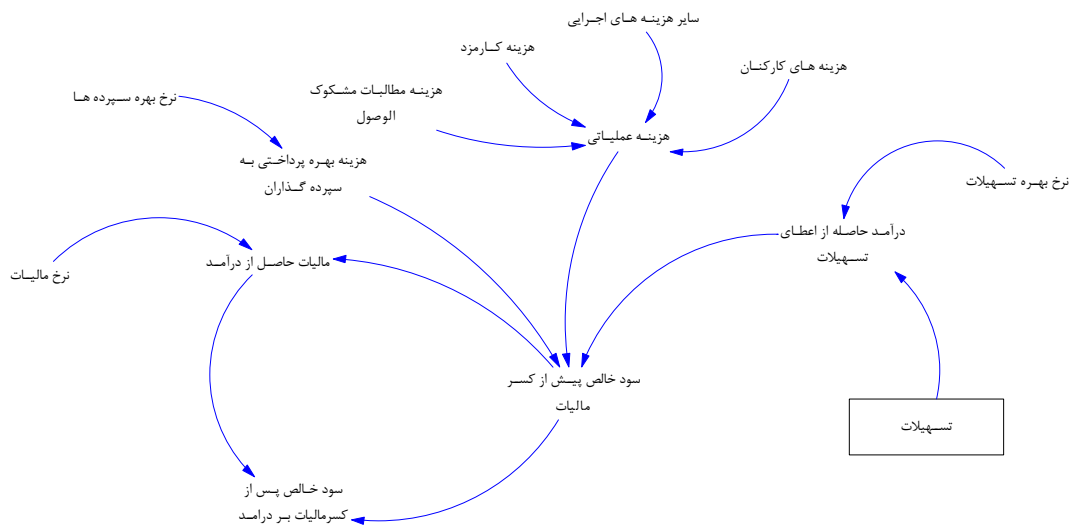 سایر هزینه های اجرایی
هزینه کارمزد
هزینه های کارکنان
هزینه مطالبات مشکوک
الوصول
نرخ بهره سپرده ها
هزینه عملیاتی
هزینه بهره پرداختی به
سپرده گذاران
نرخ بهره تسهیلات
درآمد حاصله از اعطای
تسهیلات
مالیات حاصل از درآمد
نرخ مالیات
سود خالص پیش از کسر
مالیات
تسهیلات
سود خالص پس از
کسرمالیات بر درامد